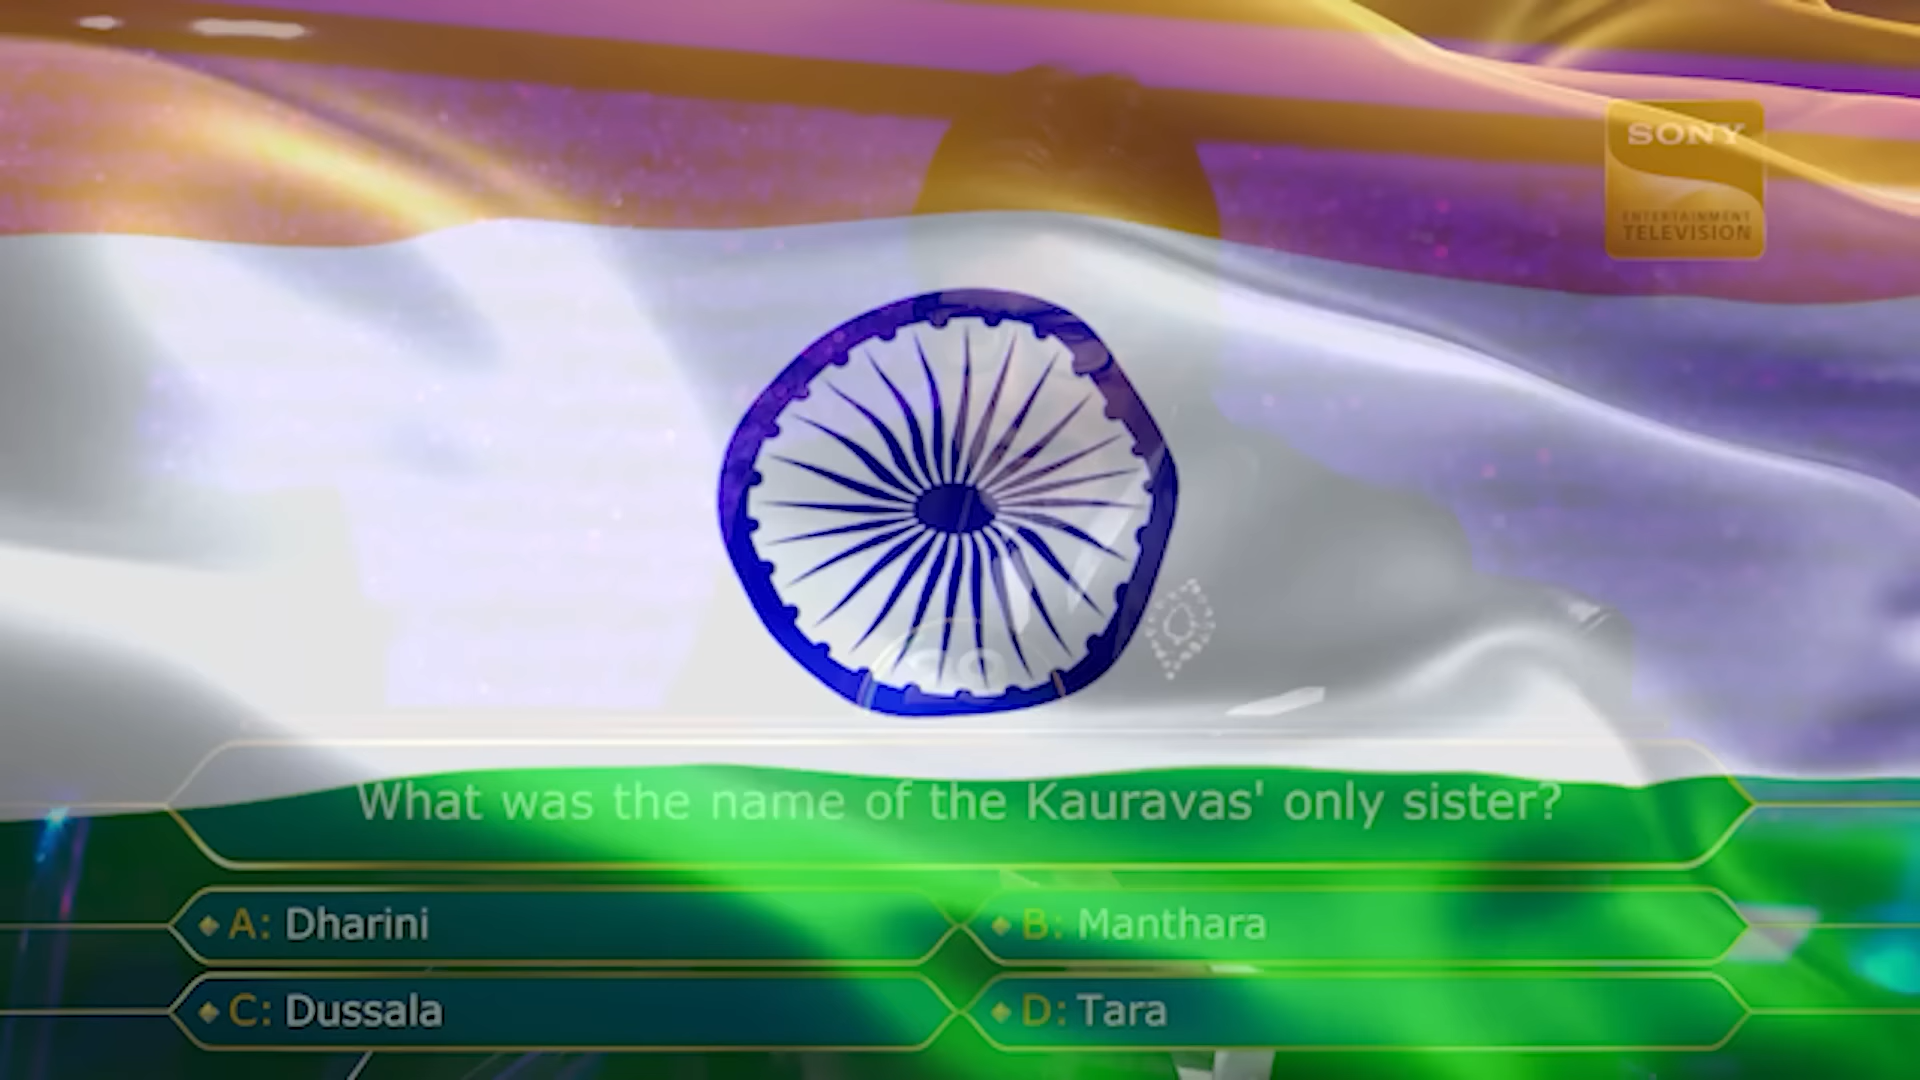 SONY
ENTERTAINMENT
TELEVISION
What was the name of the Kauravas' only sister?
A: Dharini
B: Manthara
C: Dussala
D: Tara